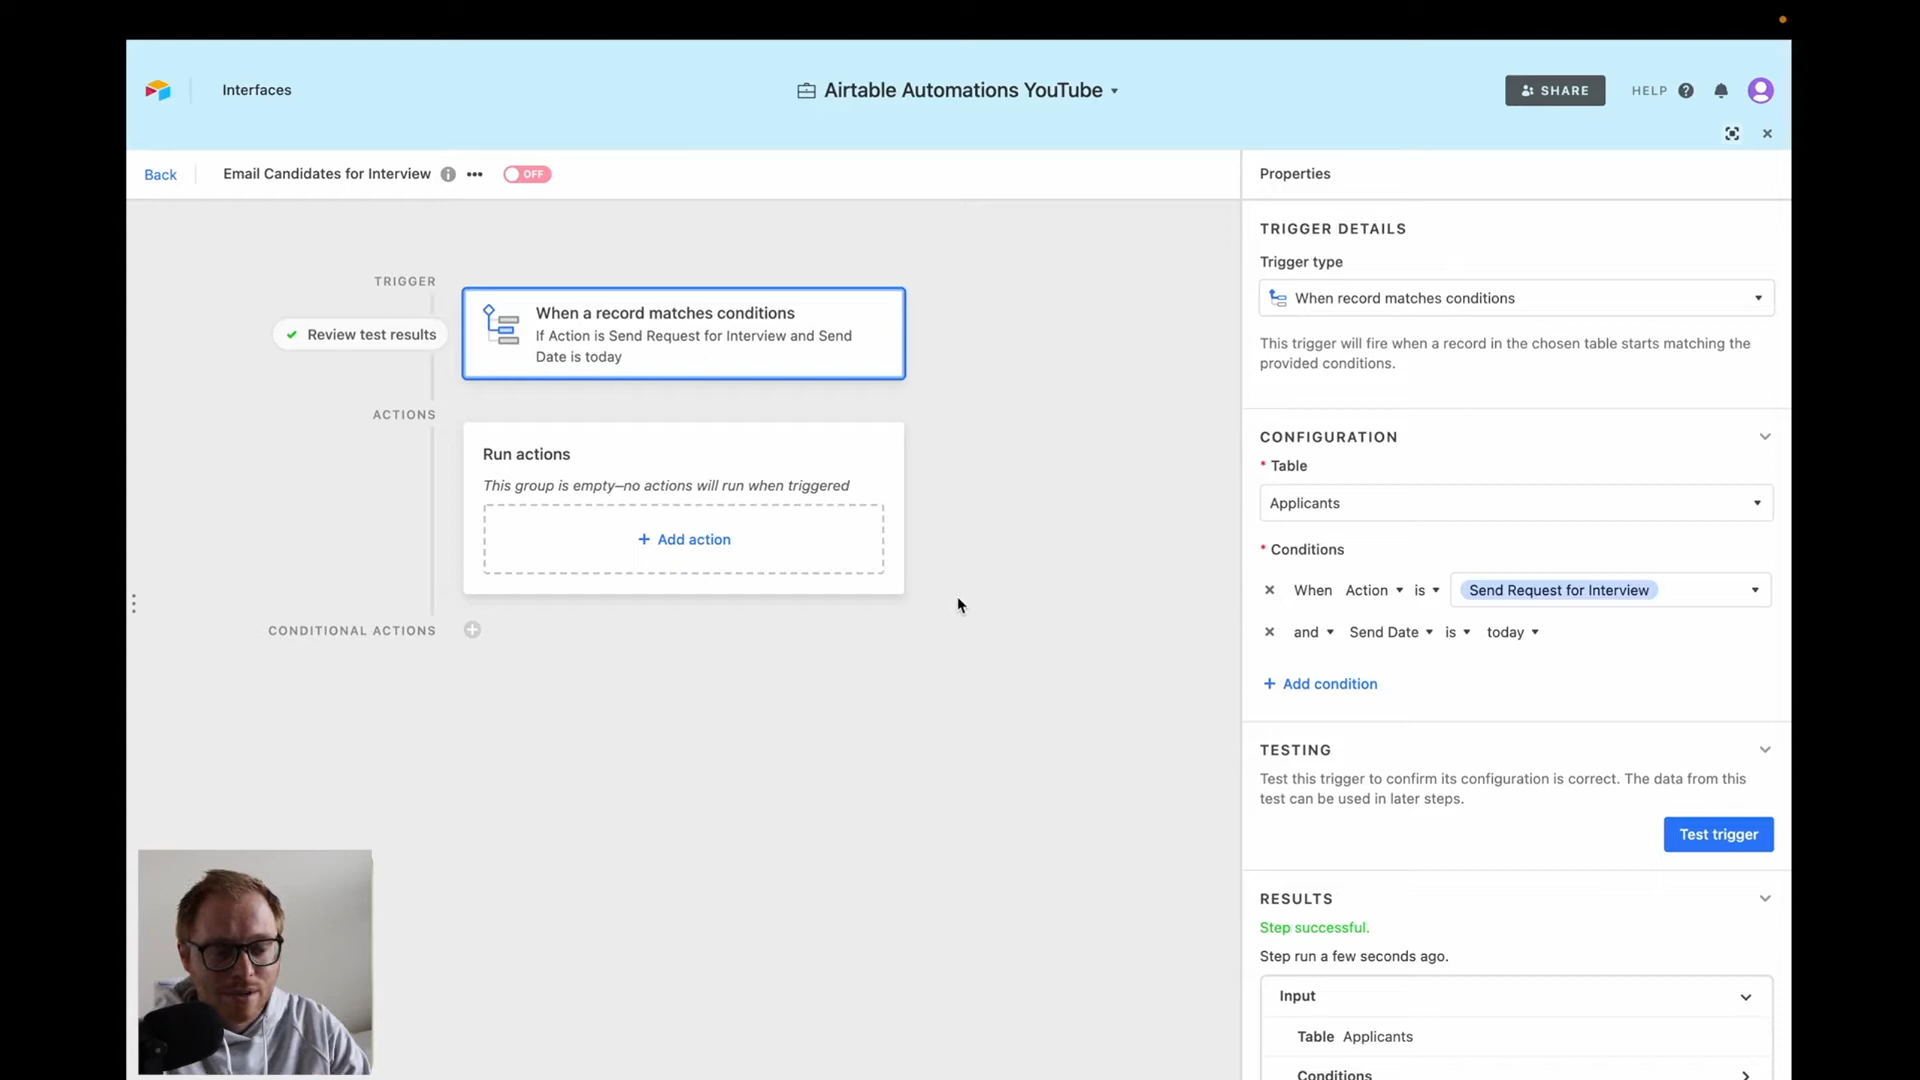 Interfaces
Airtable Automations YouTube
SHARE
HELP
Back
Email Candidates for Interview
OFF
Properties
TRIGGER
Review test results
When a record matches conditions
If Action is Send Request for Interview and Send
Date is today
ACTIONS
Run actions
This group is empty–no actions will run when triggered
+ Add action
CONDITIONAL ACTIONS
TRIGGER DETAILS
Trigger type
When record matches conditions
This trigger will fire when a record in the chosen table starts matching the
provided conditions.
CONFIGURATION
* Table
Applicants
* Conditions
When Action is Send Request for Interview
and Send Date is today
+ Add condition
TESTING
Test this trigger to confirm its configuration is correct. The data from this
test can be used in later steps.
Test trigger
RESULTS
Step successful.
Step run a few seconds ago.
Input
Table Applicants
Conditions